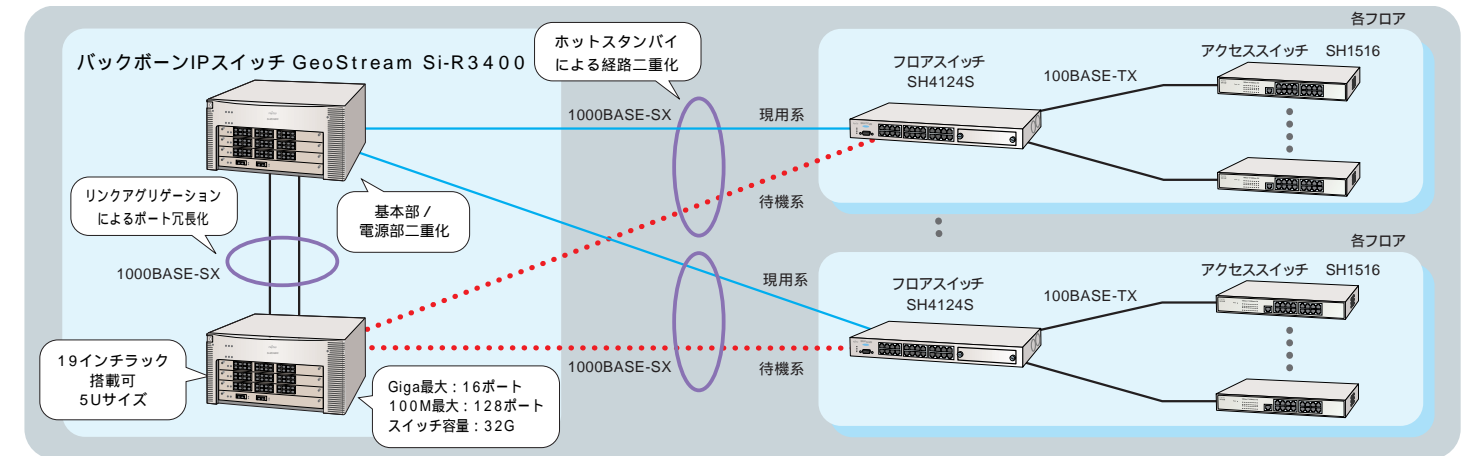 各フロア
バックボーンIPスイッチ GeoStream Si-R3400
ホットスタンバイ
による経路二重化
フロアスイッチ
SH4124S
アクセススイッチ SH1516
100BASE-TX
1000BASE-SX
現用系
リンクアグリゲーション
によるポート冗長化
基本部/
電源部二重化
待機系
1000BASE-SX
各フロア
現用系
フロアスイッチ
SH4124S
アクセススイッチ SH1516
100BASE-TX
19インチラック
搭載可
5Uサイズ
1000BASE-SX
待機系
Giga最大:16ポート
100M最大:128ポート
スイッチ容量:32G